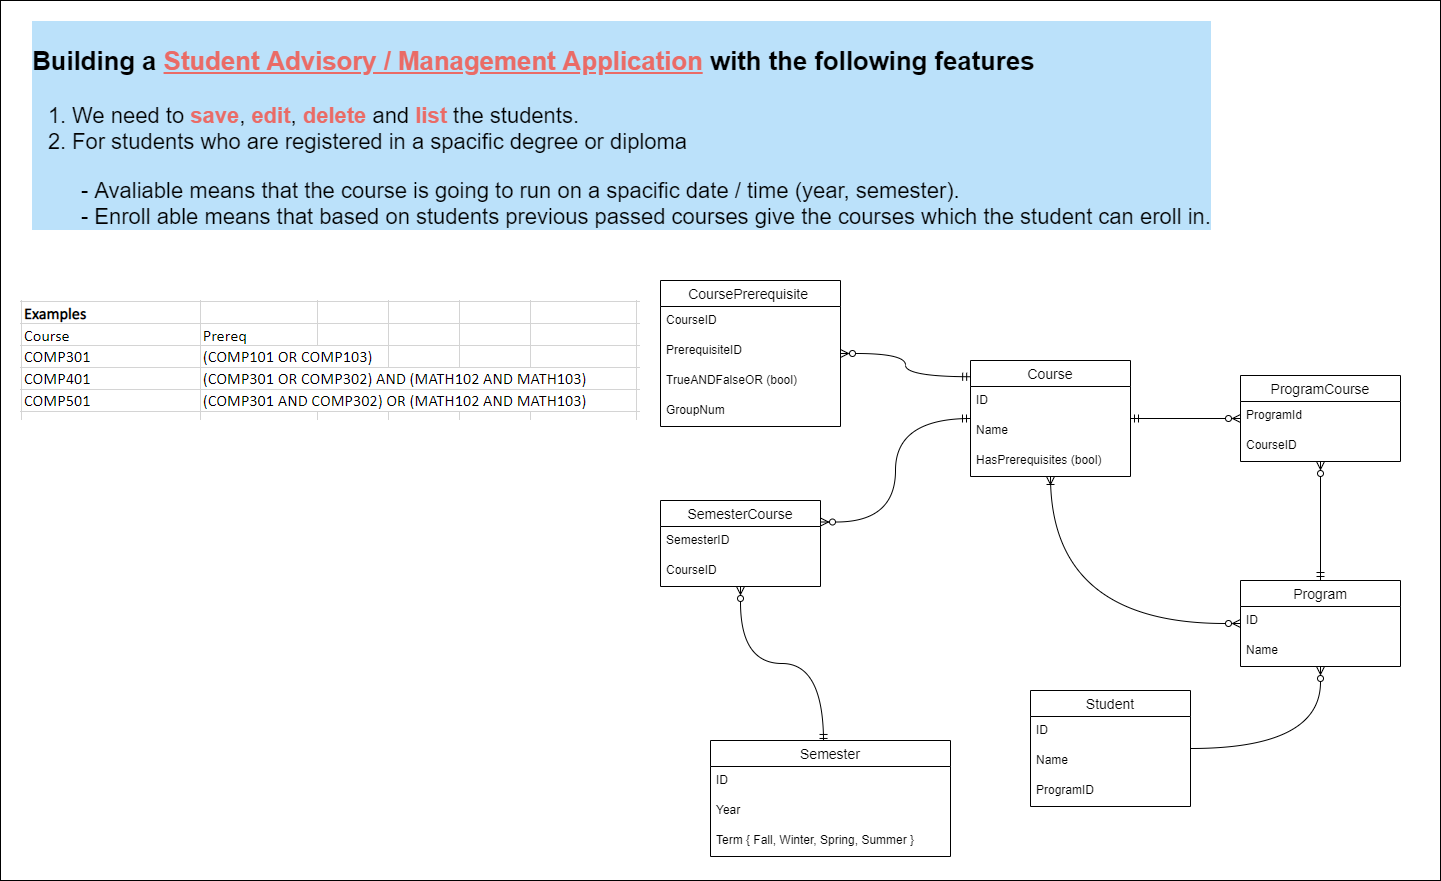 Building a Student Advisory / Management Application with the following features
1. We need to save, edit, delete and list the students.
2. For students who are registered in a spacific degree or diploma
- Avaliable means that the course is going to run on a spacific date / time (year, semester).
- Enroll able means that based on students previous passed courses give the courses which the student can eroll in.
Examples
Course Prereq
COMP301 (COMP101 OR COMP103)
COMP401 (COMP301 OR COMP302) AND (MATH102 AND MATH103)
COMP501 (COMP301 AND COMP302) OR (MATH102 AND MATH103)
CoursePrerequisite
CourseID
PrerequisiteID
TrueANDFalseOR (bool)
GroupNum
Course
ID
Name
HasPrerequisites (bool)
ProgramCourse
ProgramId
CourseID
SemesterCourse
SemesterID
CourseID
Program
ID
Name
Student
ID
Name
ProgramID
Semester
ID
Year
Term { Fall, Winter, Spring, Summer }